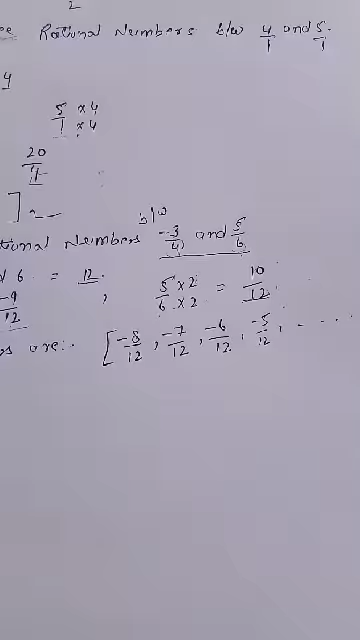 2
Rational Numbers b/w 4/1 and 5/1.
4
5/1 ×4/×4
20/4
]
b/w
tional Numbers -3/4 and 5/6
6 = 12, 5/6 ×2/×2 = 10/12
-9/12
are:- [-8/12, -7/12, -6/12, -5/12, .....